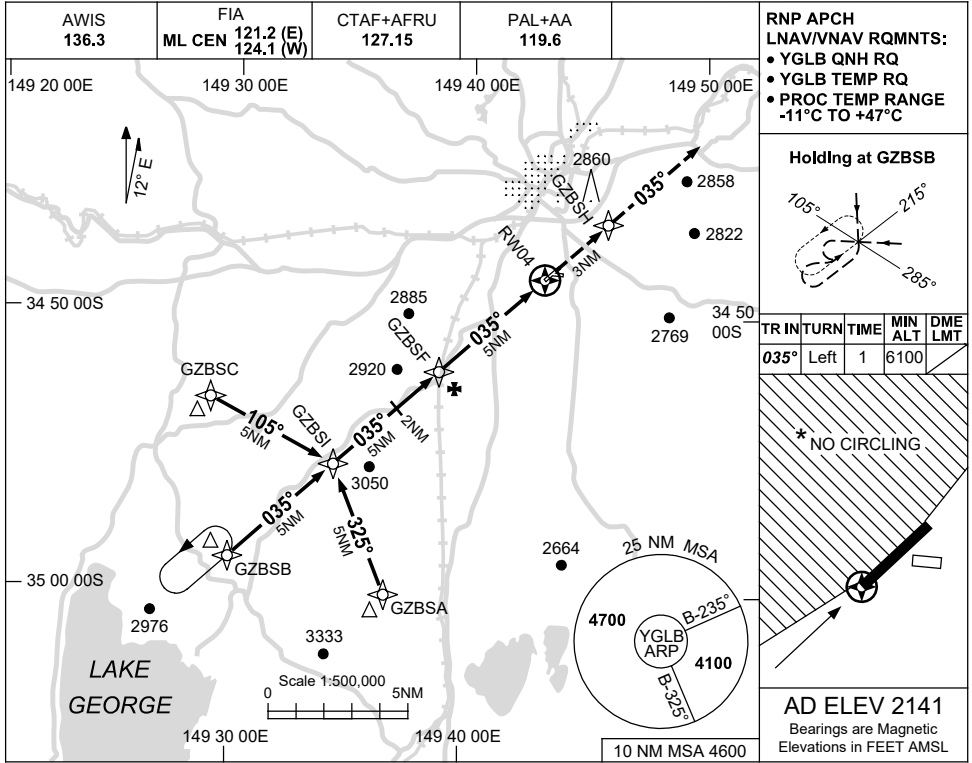 AWIS
136.3
FIA
ML CEN 121.2 (E)
124.1 (W)
CTAF+AFRU
127.15
PAL+AA
119.6
RNP APCH
LNAV/VNAV RQMNTS:
• YGLB QNH RQ
• YGLB TEMP RQ
• PROC TEMP RANGE
-11°C TO +47°C
149 20 00E
149 30 00E
149 40 00E
149 50 00E
12° E
2860
GZBSH
035°
2858
2822
3NM
RW04
34 50 00S
34 50
00S
2885
GZBSF
035°
5NM
2769
2920
GZBSC
105°
5NM
GZBSI
035°
5NM
2NM
3050
035°
5NM
325°
5NM
GZBSB
GZBSA
35 00 00S
2976
3333
2664
LAKE
GEORGE
Scale 1:500,000
0
5NM
149 30 00E
149 40 00E
25 NM MSA
4700
B-235°
YGLB
ARP
4100
B-325°
10 NM MSA 4600
Holding at GZBSB
105°
215°
285°
TR IN TURN TIME MIN ALT DME LMT
035° Left 1 6100
* NO CIRCLING
AD ELEV 2141
Bearings are Magnetic
Elevations in FEET AMSL